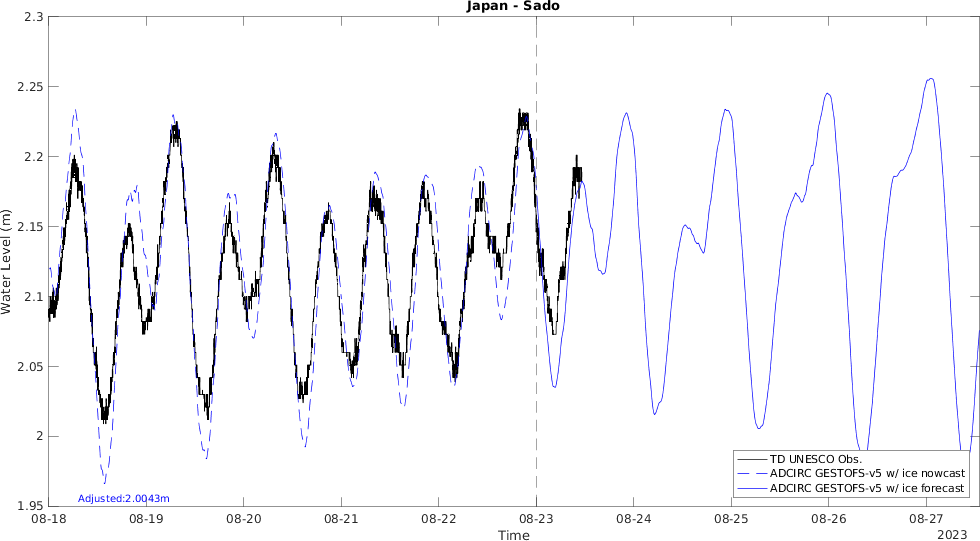 Japan - Sado
2.3
2.25
2.2
2.15
2.1
2.05
2
1.95
Water Level (m)
Adjusted:2.0043m
TD UNESCO Obs.
ADCIRC GESTOFS-v5 w/ ice nowcast
ADCIRC GESTOFS-v5 w/ ice forecast
08-18 08-19 08-20 08-21 08-22 08-23 08-24 08-25 08-26 08-27
Time
2023